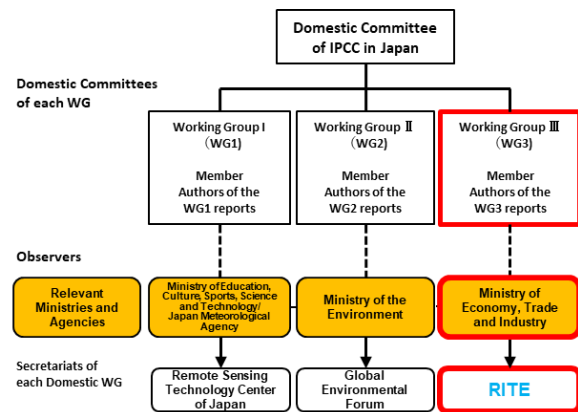 Domestic Committee
of IPCC in Japan
Domestic Committees
of each WG
Working Group Ⅰ
（WG1)
Member
Authors of the
WG1 reports
Working Group Ⅱ
（WG2)
Member
Authors of the
WG2 reports
Working Group Ⅲ
（WG3)
Member
Authors of the
WG3 reports
Observers
Relevant
Ministries and
Agencies
Ministry of Education,
Culture, Sports, Science
and Technology/
Japan Meteorological
Agency
Ministry of the
Environment
Ministry of
Economy, Trade
and Industry
Secretariats of
each Domestic WG
Remote Sensing
Technology Center
of Japan
Global
Environmental
Forum
RITE